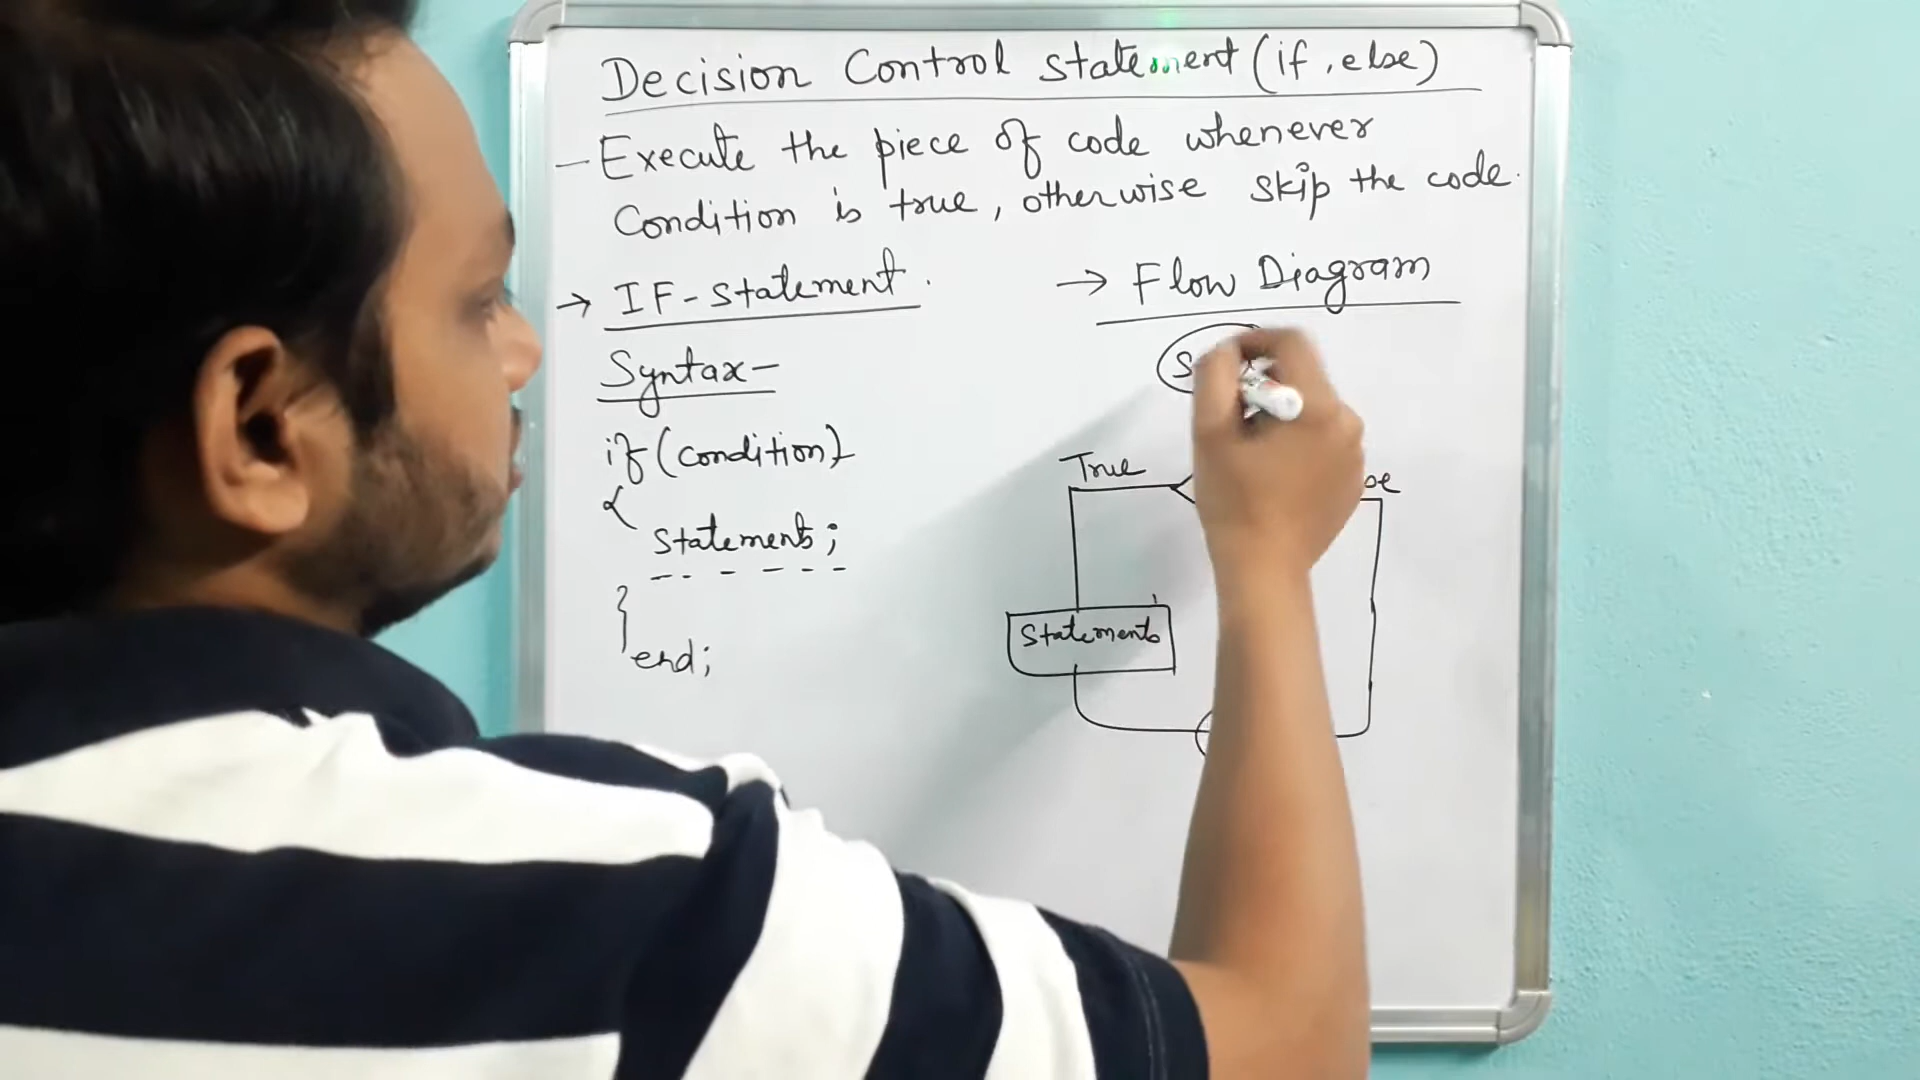 Decision Control statement (if, else)
- Execute the piece of code whenever
Condition is true, otherwise skip the code.
→ IF-statement.
→ Flow Diagram
Syntax-
if (condition)
{
statements;
- - - - - -
}
end;
True
Statements